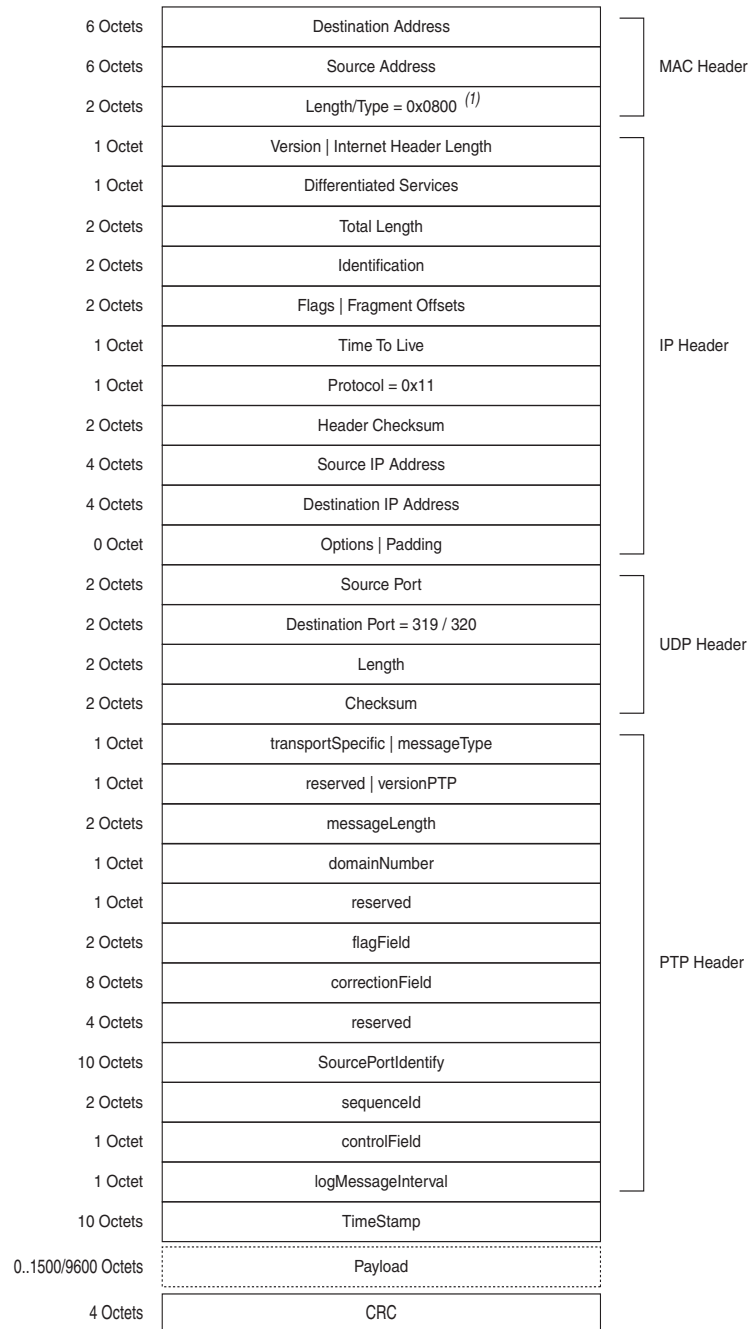 6 Octets Destination Address
6 Octets Source Address MAC Header
2 Octets Length/Type = 0x0800 (1)
1 Octet Version | Internet Header Length
1 Octet Differentiated Services
2 Octets Total Length
2 Octets Identification
2 Octets Flags | Fragment Offsets
1 Octet Time To Live IP Header
1 Octet Protocol = 0x11
2 Octets Header Checksum
4 Octets Source IP Address
4 Octets Destination IP Address
0 Octet Options | Padding
2 Octets Source Port
2 Octets Destination Port = 319 / 320
UDP Header
2 Octets Length
2 Octets Checksum
1 Octet transportSpecific | messageType
1 Octet reserved | versionPTP
2 Octets messageLength
1 Octet domainNumber
1 Octet reserved
2 Octets flagField
PTP Header
8 Octets correctionField
4 Octets reserved
10 Octets SourcePortIdentify
2 Octets sequenceId
1 Octet controlField
1 Octet logMessageInterval
10 Octets TimeStamp
0..1500/9600 Octets Payload
4 Octets CRC